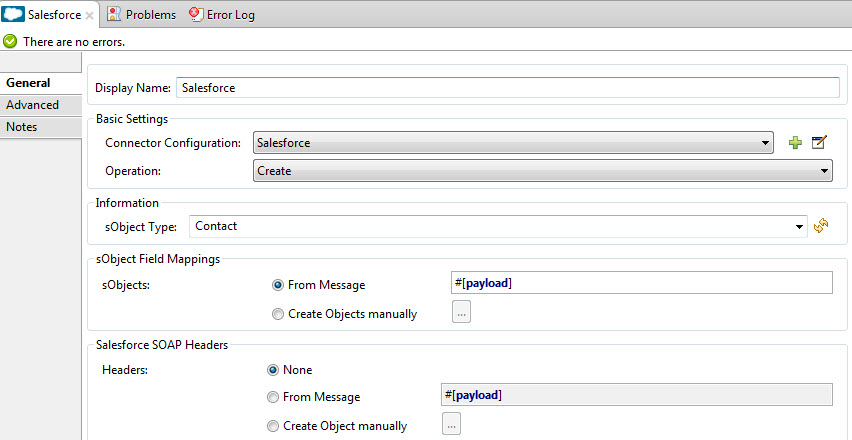 Salesforce Problems Error Log
There are no errors.
General
Advanced
Notes
Display Name: Salesforce
Basic Settings
Connector Configuration: Salesforce
Operation: Create
Information
sObject Type: Contact
sObject Field Mappings
sObjects: From Message #[payload]
Create Objects manually ...
Salesforce SOAP Headers
Headers: None
From Message #[payload]
Create Object manually ...